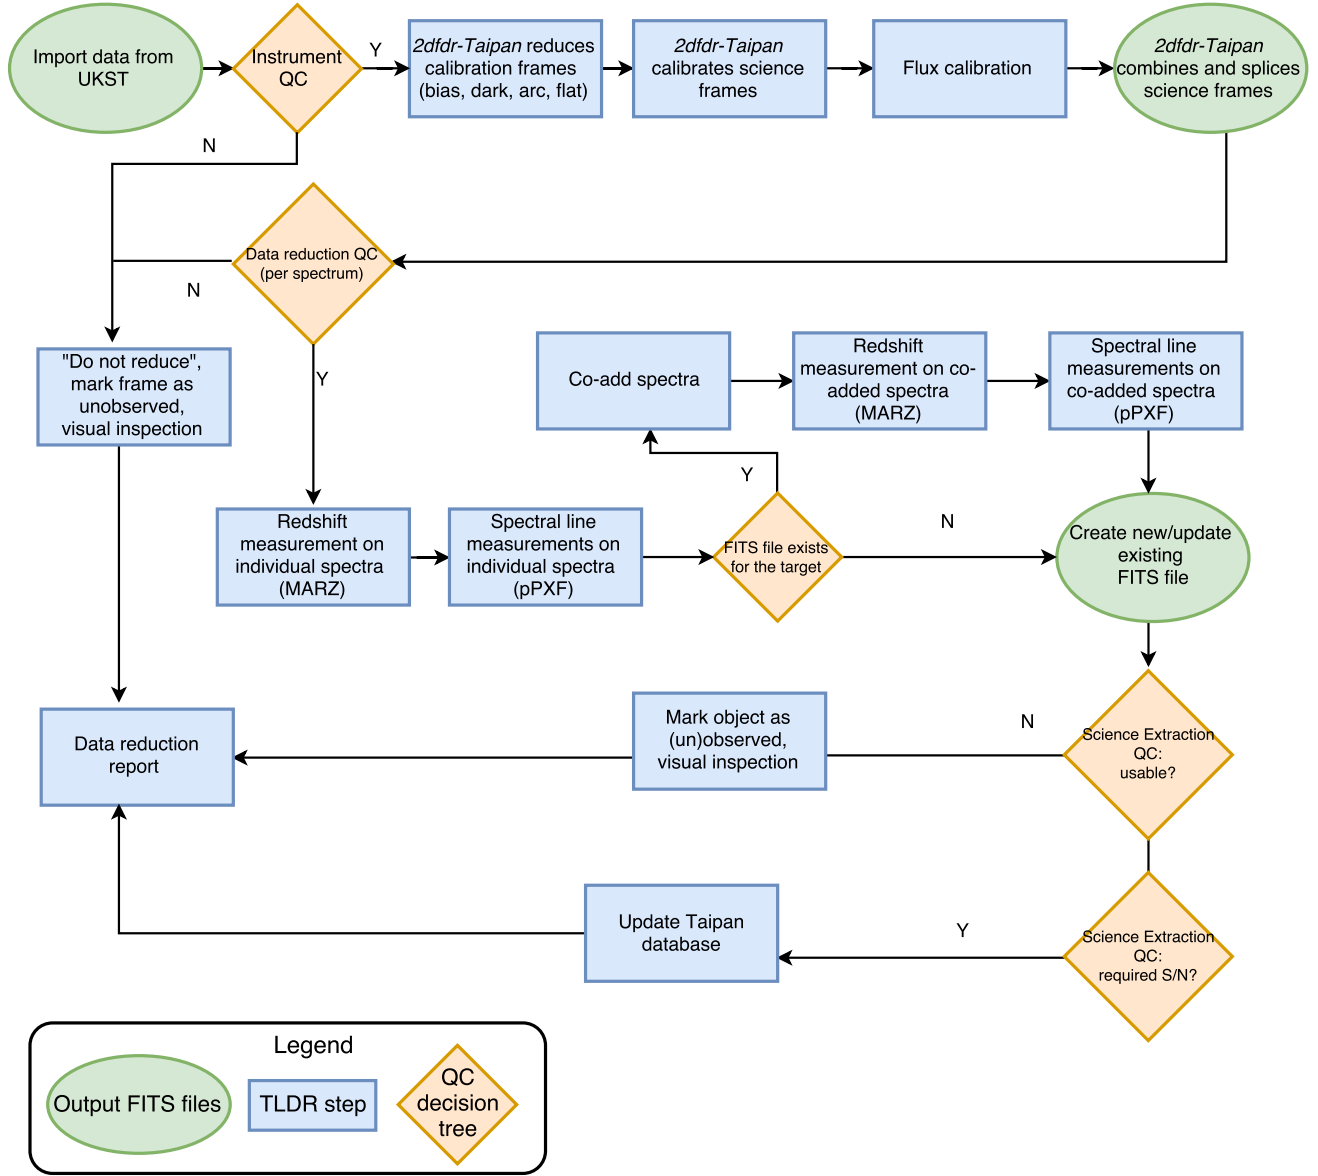 Import data from
UKST
Instrument
QC
Y
2dfdr-Taipan reduces
calibration frames
(bias, dark, arc, flat)
2dfdr-Taipan
calibrates science
frames
Flux calibration
2dfdr-Taipan
combines and splices
science frames
N
Data reduction QC
(per spectrum)
N
Y
"Do not reduce",
mark frame as
unobserved,
visual inspection
Co-add spectra
Redshift
measurement on co-
added spectra
(MARZ)
Spectral line
measurements on
co-added spectra
(pPXF)
Y
Redshift
measurement on
individual spectra
(MARZ)
Spectral line
measurements on
individual spectra
(pPXF)
FITS file exists
for the target
N
Create new/update
existing
FITS file
Data reduction
report
Mark object as
(un)observed,
visual inspection
N
Science Extraction
QC:
usable?
Update Taipan
database
Y
Science Extraction
QC:
required S/N?
Legend
Output FITS files
TLDR step
QC
decision
tree